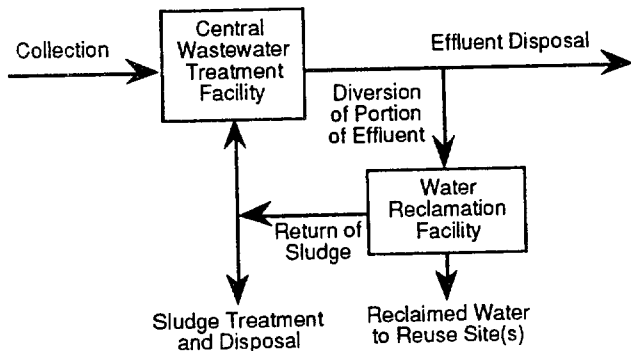 Collection
Central
Wastewater
Treatment
Facility
Effluent Disposal
Diversion
of Portion
of Effluent
Water
Reclamation
Facility
Return of
Sludge
Sludge Treatment
and Disposal
Reclaimed Water
to Reuse Site(s)